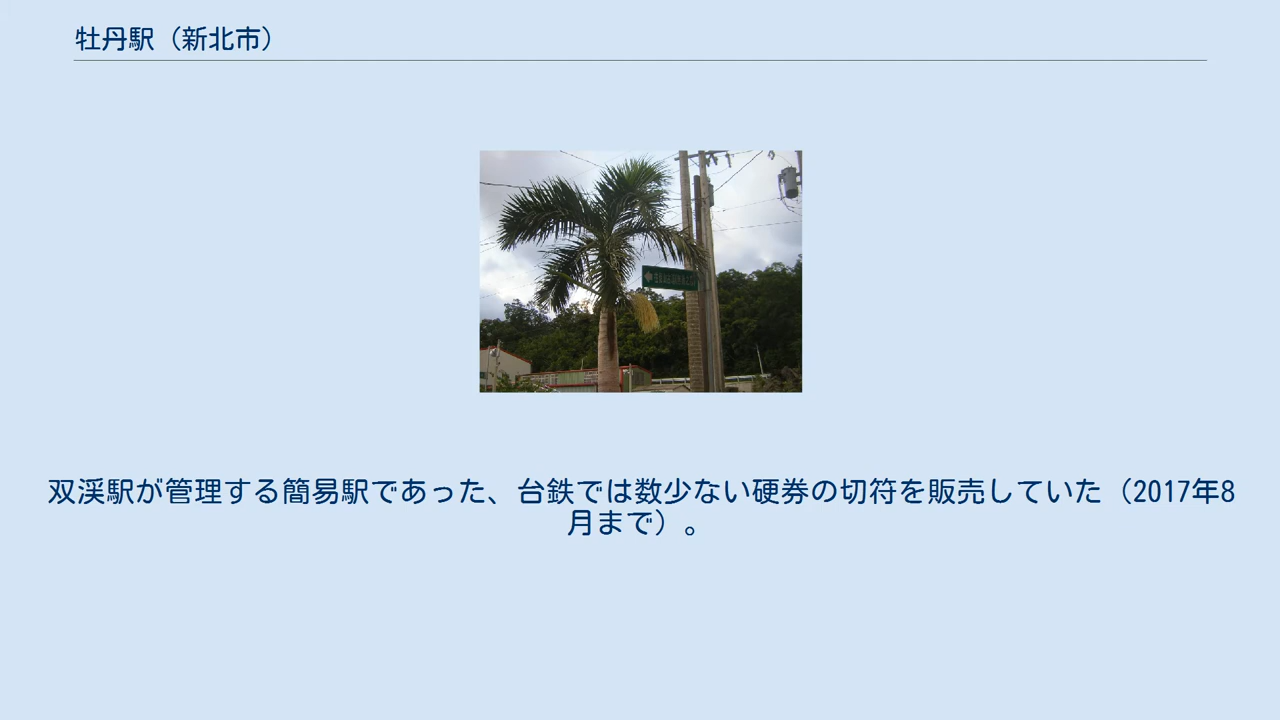 牡丹駅（新北市）
双渓駅が管理する簡易駅であった、台鉄では数少ない硬券の切符を販売していた（2017年8
月まで）。